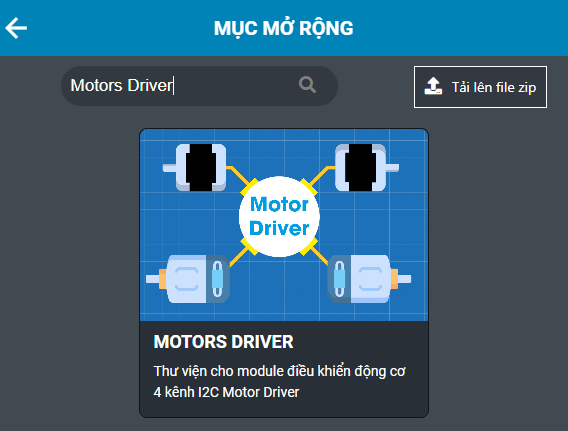 MỤC MỞ RỘNG
Motors Driver
Tải lên file zip
Motor
Driver
MOTORS DRIVER
Thư viện cho module điều khiển động cơ
4 kênh I2C Motor Driver